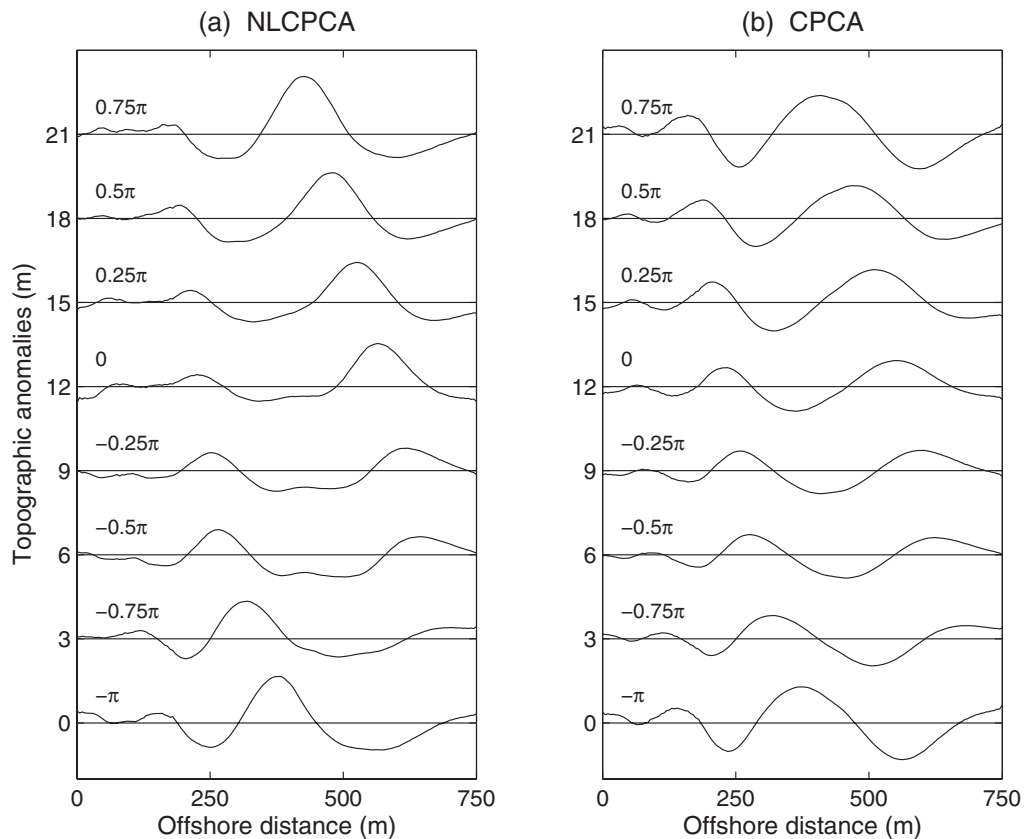 (a) NLCPCA
(b) CPCA
Topographic anomalies (m)
0.75π
21
0.5π
18
0.25π
15
0
12
−0.25π
9
−0.5π
6
−0.75π
3
−π
0
0 250 500 750
Offshore distance (m)
0.75π
21
0.5π
18
0.25π
15
0
12
−0.25π
9
−0.5π
6
−0.75π
3
−π
0
0 250 500 750
Offshore distance (m)